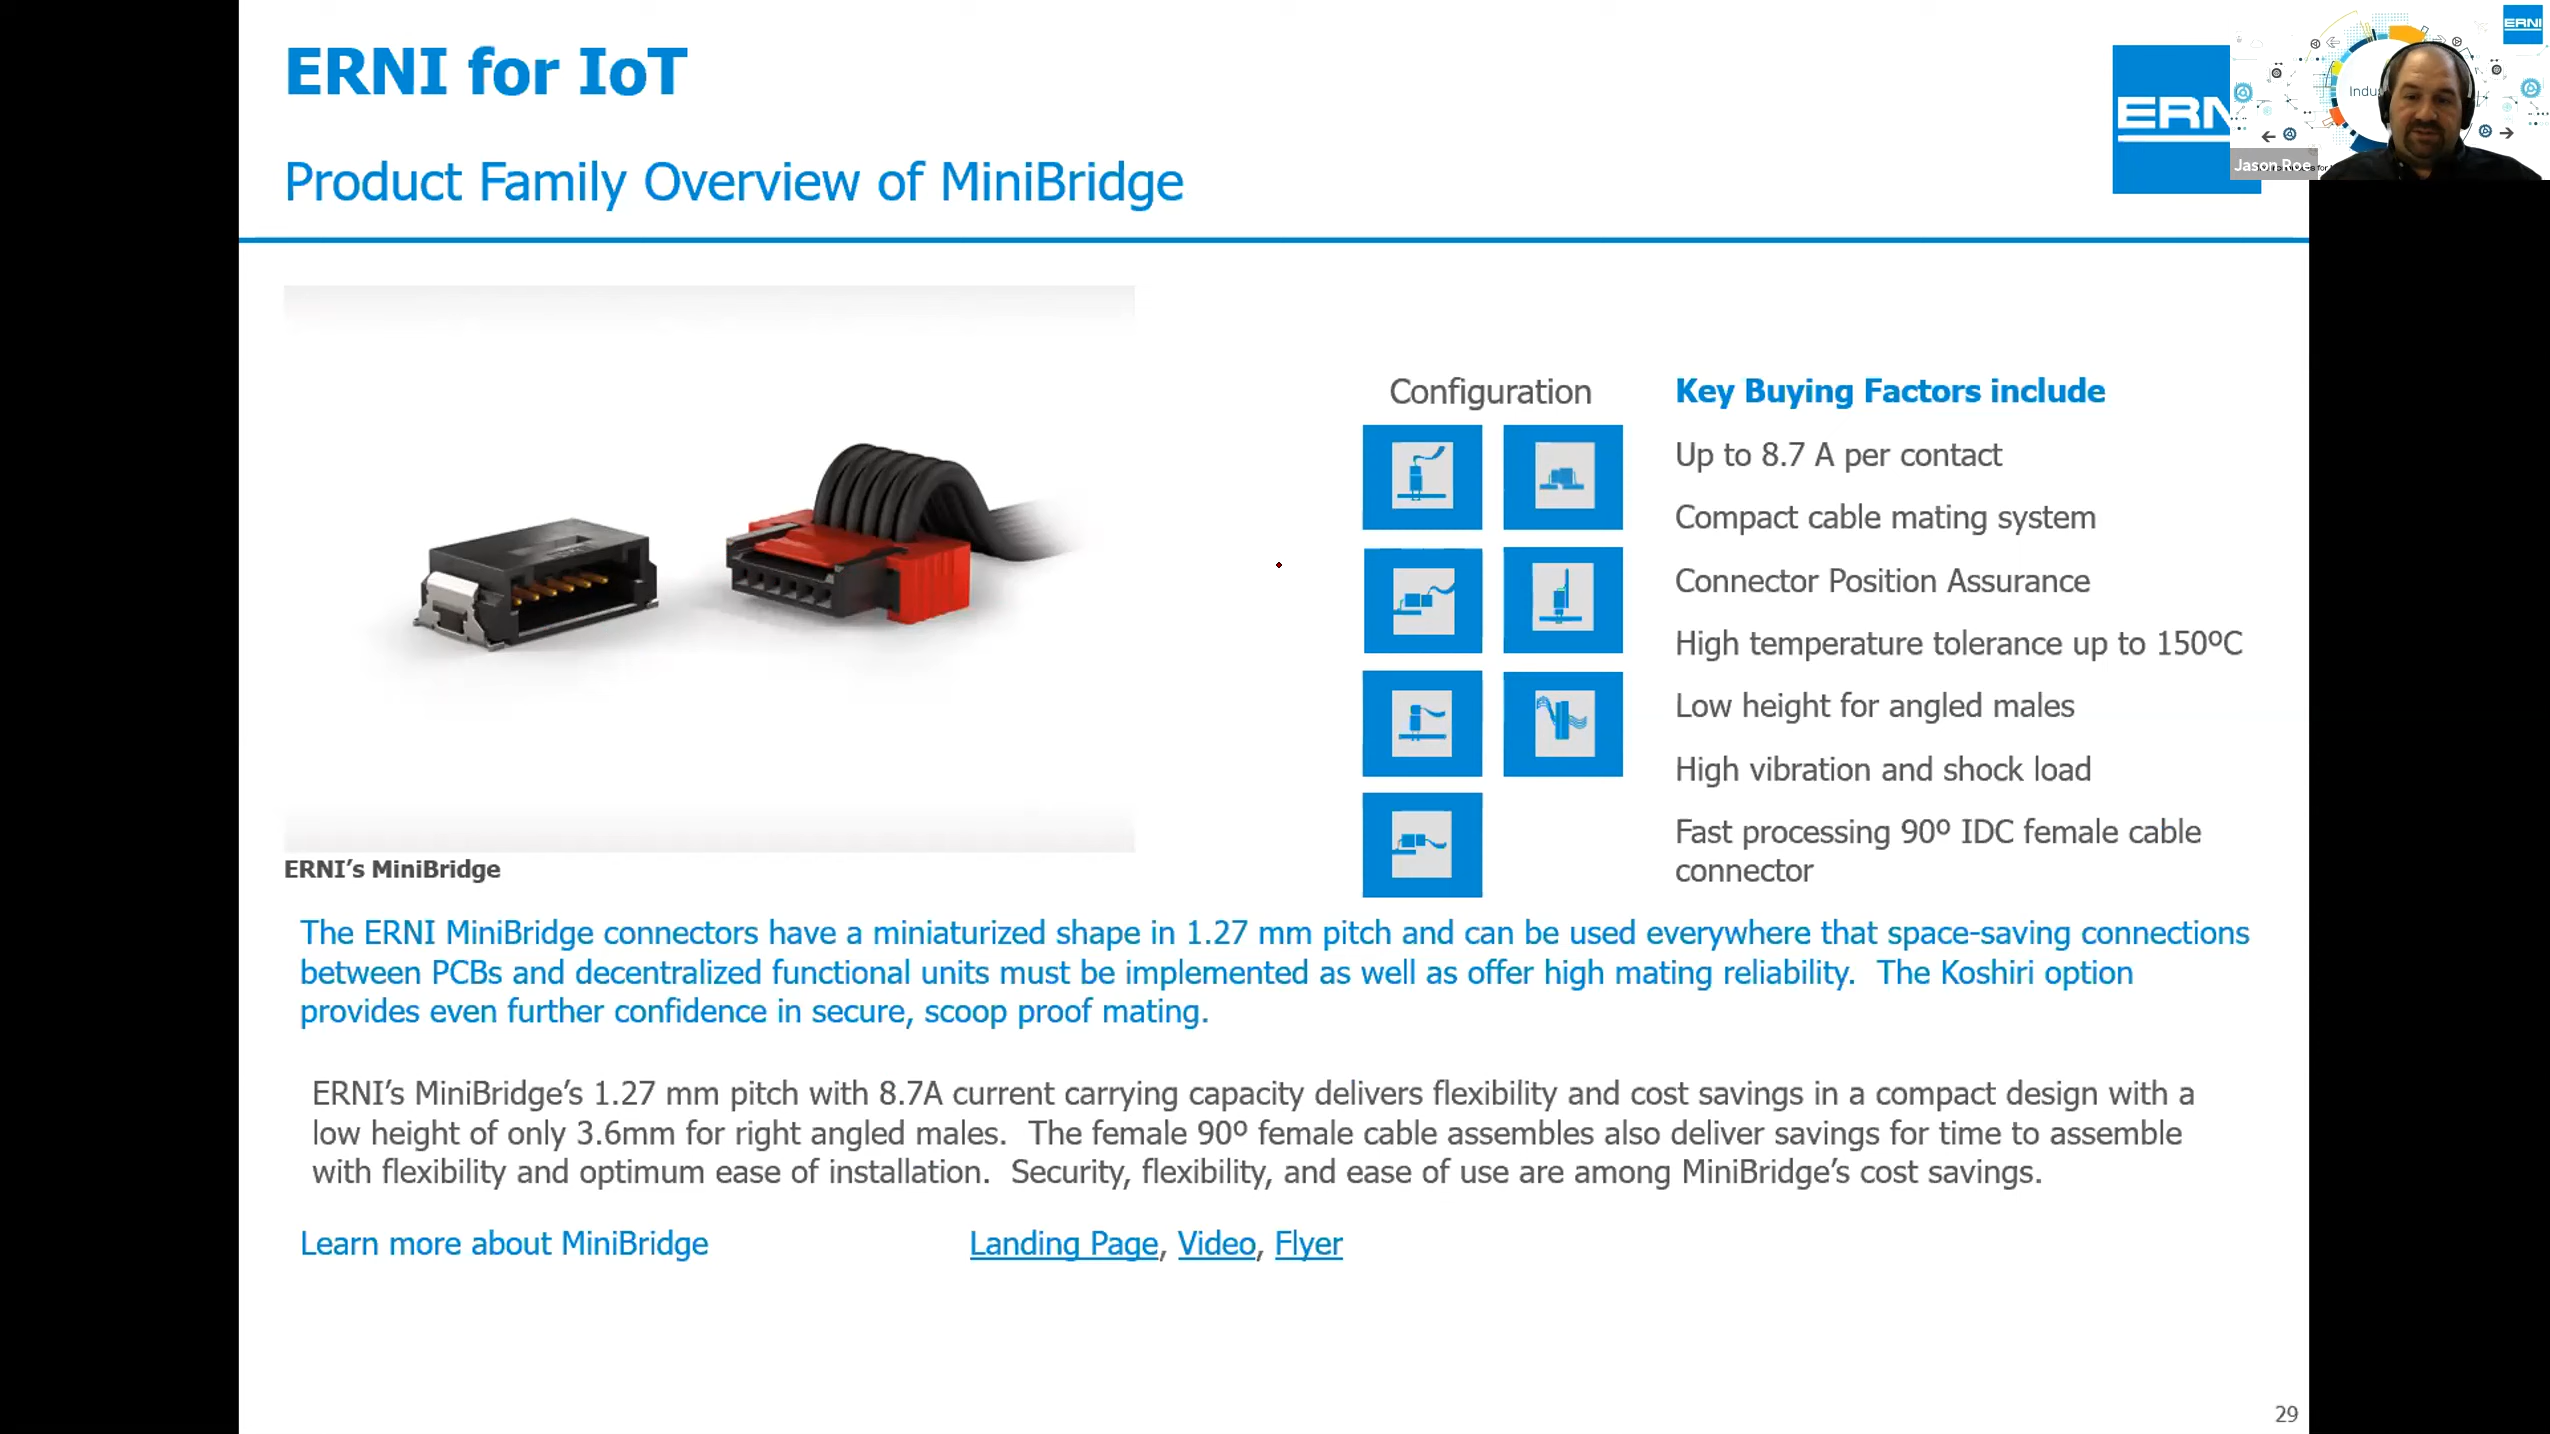 ERNI for IoT
ERNI
Product Family Overview of MiniBridge
Jason Roe
Configuration
Key Buying Factors include
Up to 8.7 A per contact
Compact cable mating system
Connector Position Assurance
High temperature tolerance up to 150ºC
Low height for angled males
High vibration and shock load
Fast processing 90º IDC female cable
connector
ERNI’s MiniBridge
The ERNI MiniBridge connectors have a miniaturized shape in 1.27 mm pitch and can be used everywhere that space-saving connections
between PCBs and decentralized functional units must be implemented as well as offer high mating reliability. The Koshiri option
provides even further confidence in secure, scoop proof mating.
ERNI’s MiniBridge’s 1.27 mm pitch with 8.7A current carrying capacity delivers flexibility and cost savings in a compact design with a
low height of only 3.6mm for right angled males. The female 90º female cable assembles also deliver savings for time to assemble
with flexibility and optimum ease of installation. Security, flexibility, and ease of use are among MiniBridge’s cost savings.
Learn more about MiniBridge
Landing Page, Video, Flyer
29